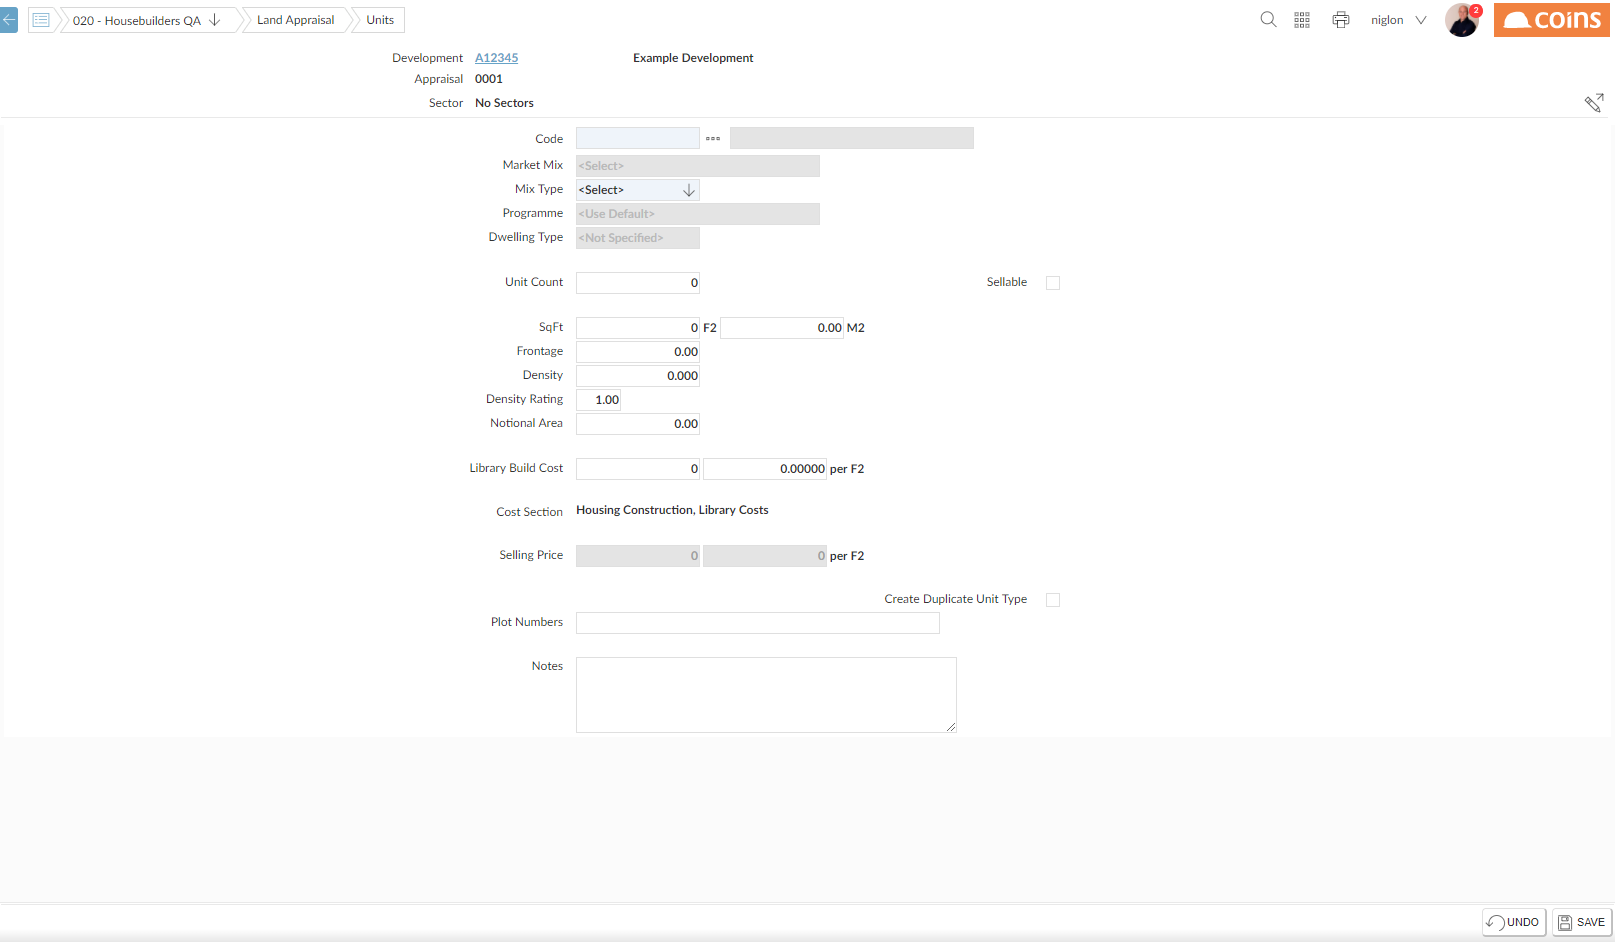 020 - Housebuilders QA
Land Appraisal
Units
niglon
2
coins
Development A12345 Example Development
Appraisal 0001
Sector No Sectors
Code
Market Mix <Select>
Mix Type <Select>
Programme <Use Default>
Dwelling Type <Not Specified>
Unit Count 0 Sellable
SqFt 0 F2 0.00 M2
Frontage 0.00
Density 0.000
Density Rating 1.00
Notional Area 0.00
Library Build Cost 0 0.00000 per F2
Cost Section Housing Construction, Library Costs
Selling Price 0 0 per F2
Create Duplicate Unit Type
Plot Numbers
Notes
UNDO SAVE